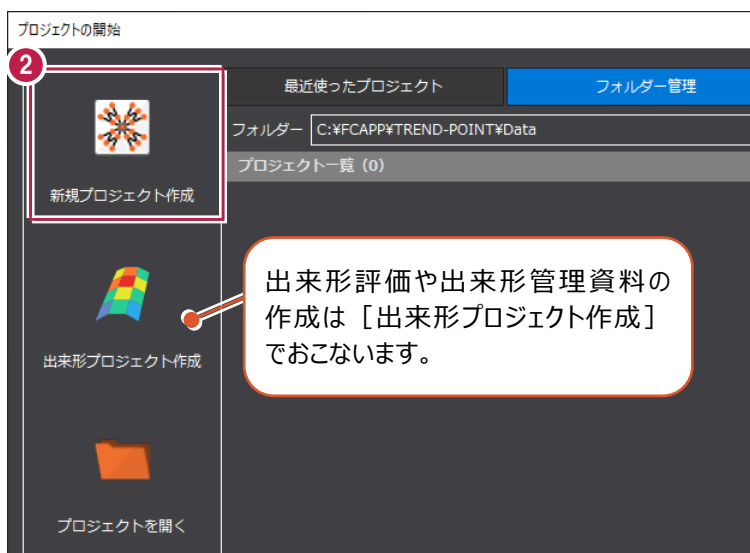 プロジェクトの開始
2
最近使ったプロジェクト
フォルダー管理
フォルダー C:¥FCAPP¥TREND-POINT¥Data
プロジェクト一覧（0）
新規プロジェクト作成
出来形評価や出来形管理資料の
作成は［出来形プロジェクト作成］
でおこないます。
出来形プロジェクト作成
プロジェクトを開く